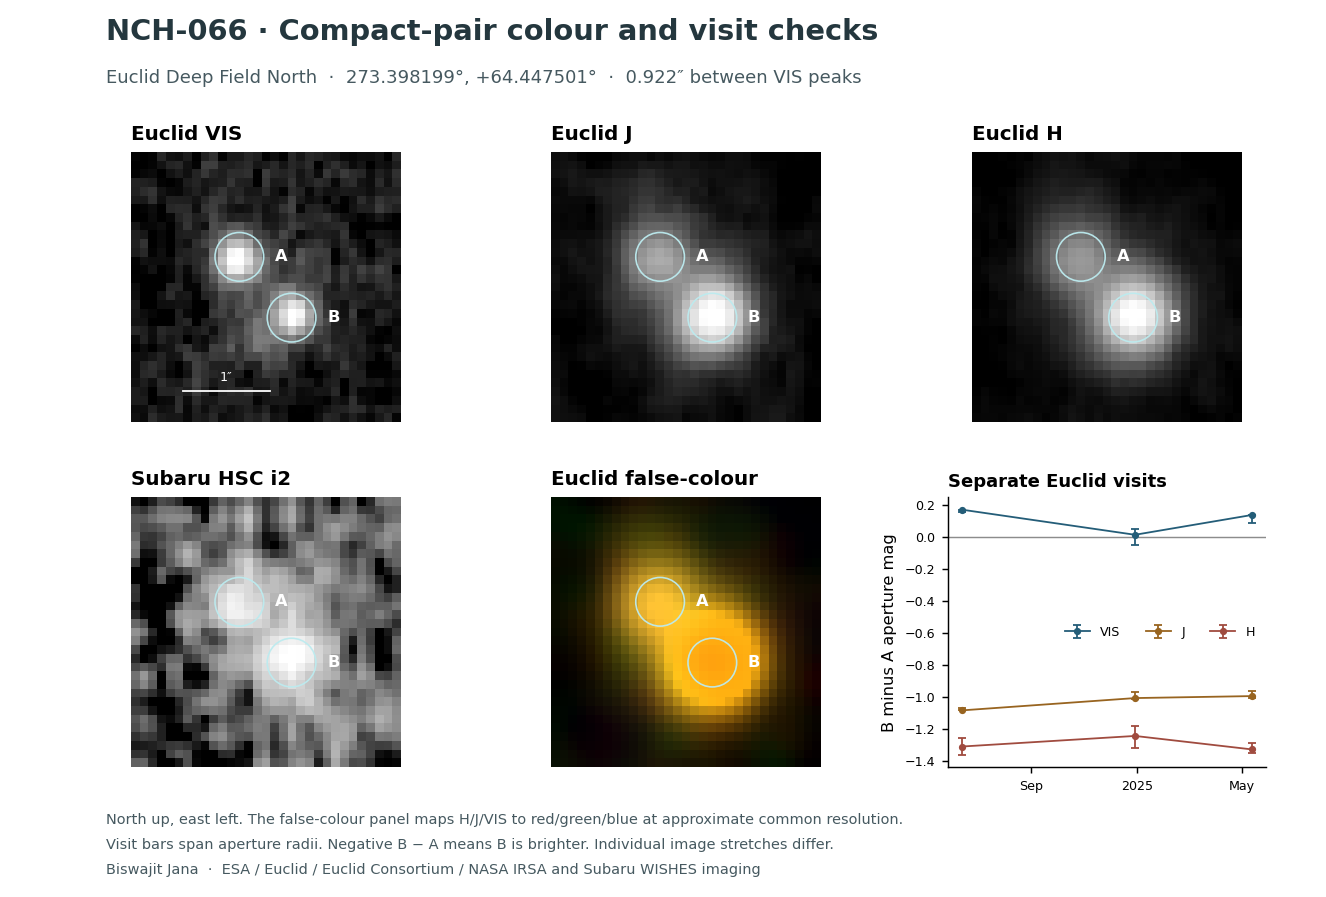 NCH-066 · Compact-pair colour and visit checks
Euclid Deep Field North · 273.398199°, +64.447501° · 0.922″ between VIS peaks
Euclid VIS
A
B
1″
Euclid J
A
B
Euclid H
A
B
Subaru HSC i2
A
B
Euclid false-colour
A
B
Separate Euclid visits
B minus A aperture mag
0.2
0.0
−0.2
−0.4
−0.6
−0.8
−1.0
−1.2
−1.4
VIS J H
Sep 2025 May
North up, east left. The false-colour panel maps H/J/VIS to red/green/blue at approximate common resolution.
Visit bars span aperture radii. Negative B − A means B is brighter. Individual image stretches differ.
Biswajit Jana · ESA / Euclid / Euclid Consortium / NASA IRSA and Subaru WISHES imaging